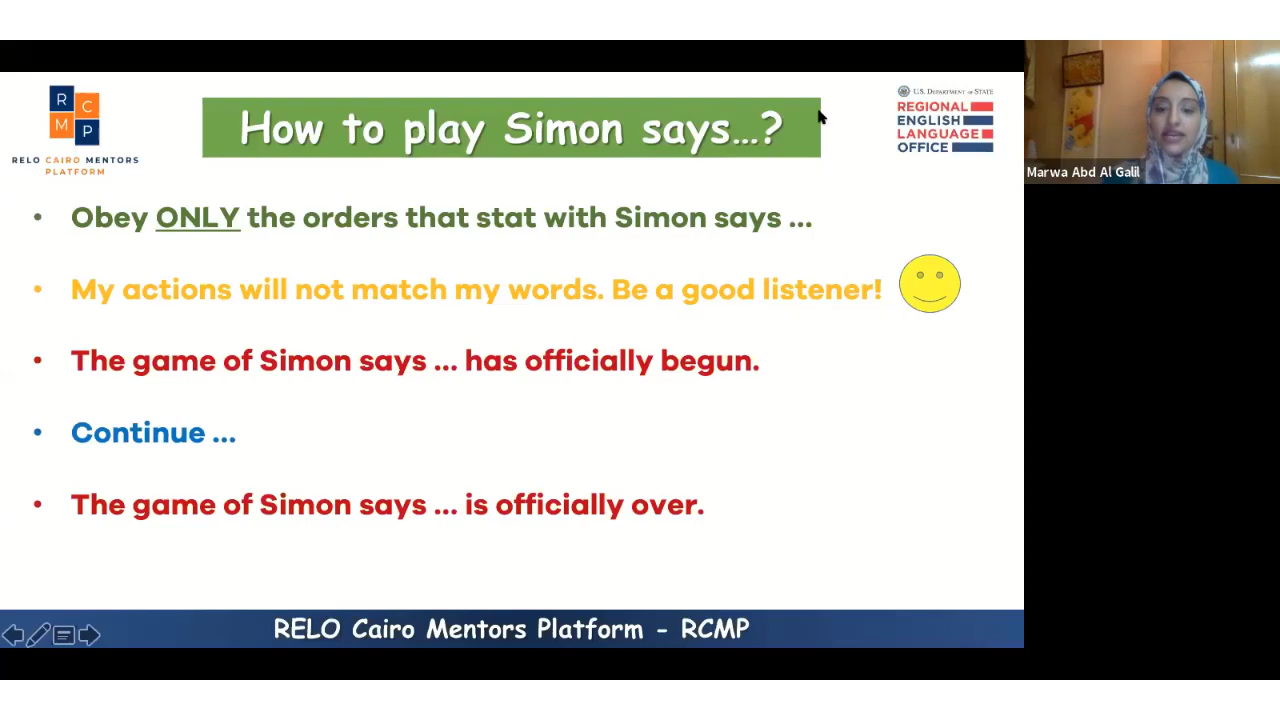 R C
M P
RELO CAIRO MENTORS
PLATFORM
How to play Simon says...?
U.S. DEPARTMENT OF STATE
REGIONAL
ENGLISH
LANGUAGE
OFFICE
Marwa Abd Al Galil
• Obey ONLY the orders that stat with Simon says ...
• My actions will not match my words. Be a good listener!
• The game of Simon says ... has officially begun.
• Continue ...
• The game of Simon says ... is officially over.
RELO Cairo Mentors Platform - RCMP